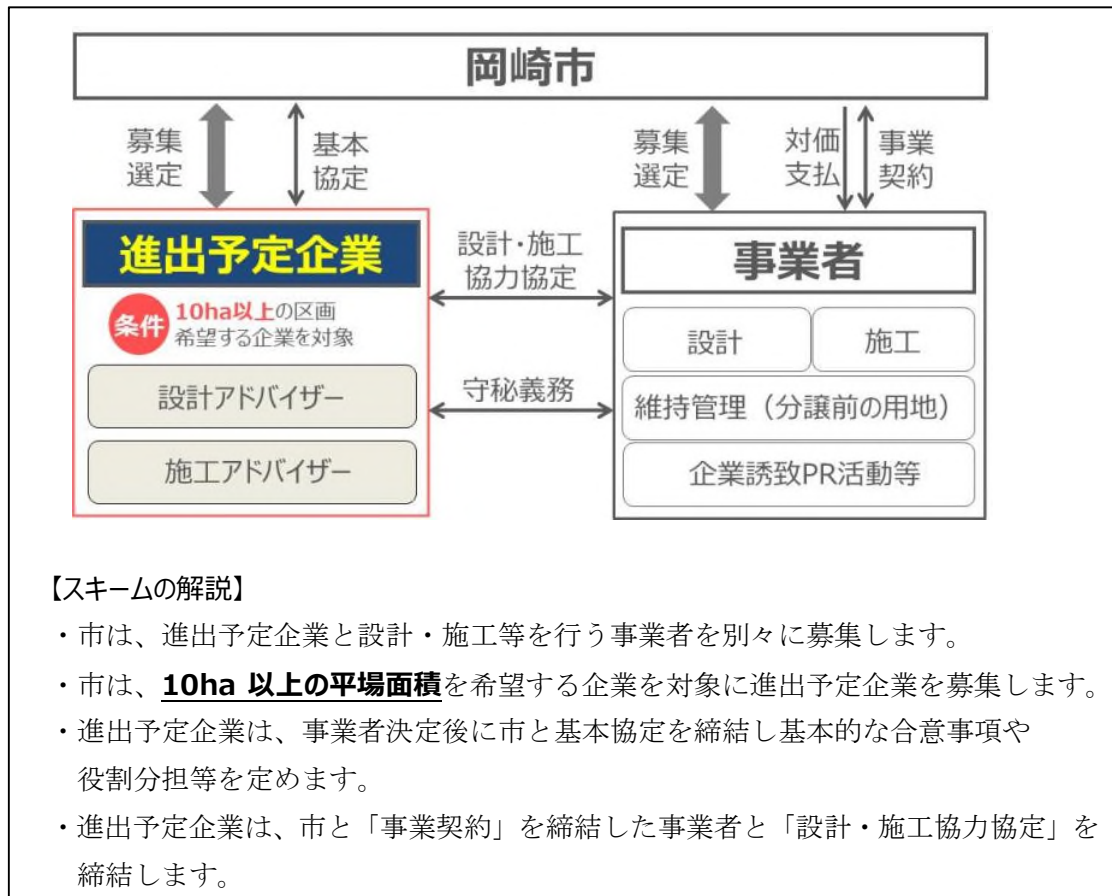 岡崎市
募集
選定
基本
協定
募集
選定
対価
支払
事業
契約
進出予定企業
条件
10ha以上の区画
希望する企業を対象
設計アドバイザー
施工アドバイザー
設計・施工
協力協定
守秘義務
事業者
設計
施工
維持管理（分譲前の用地）
企業誘致PR活動等
【スキームの解説】
・市は、進出予定企業と設計・施工等を行う事業者を別々に募集します。
・市は、10ha 以上の平場面積を希望する企業を対象に進出予定企業を募集します。
・進出予定企業は、事業者決定後に市と基本協定を締結し基本的な合意事項や
役割分担等を定めます。
・進出予定企業は、市と「事業契約」を締結した事業者と「設計・施工協力協定」を
締結します。